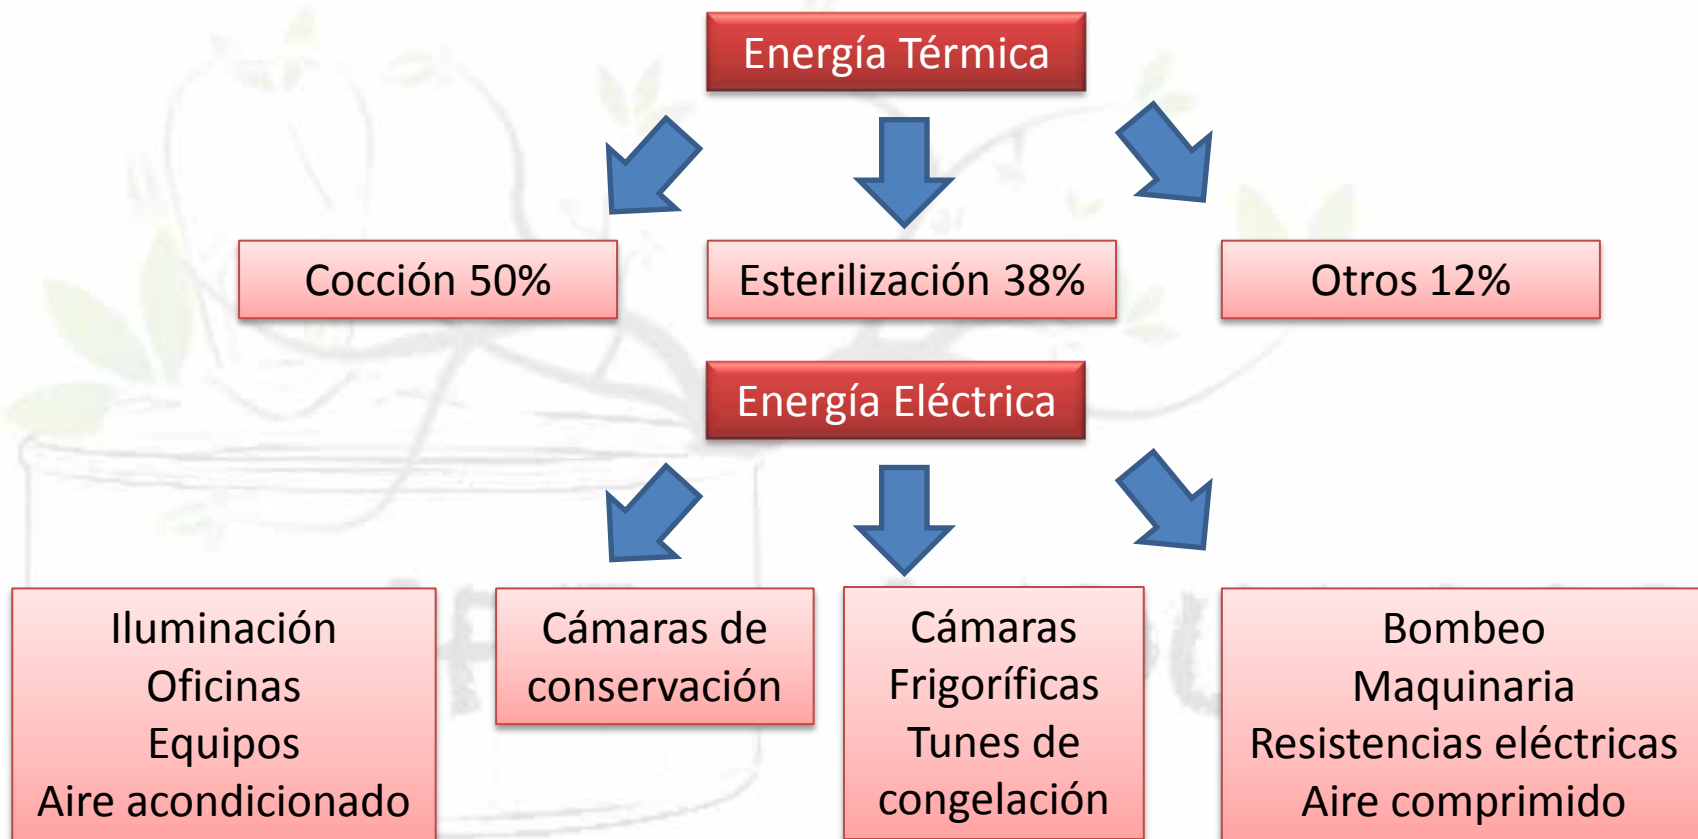 Energía Térmica
Cocción 50%
Esterilización 38%
Otros 12%
Energía Eléctrica
Iluminación
Oficinas
Equipos
Aire acondicionado
Cámaras de
conservación
Cámaras
Frigoríficas
Tunes de
congelación
Bombeo
Maquinaria
Resistencias eléctricas
Aire comprimido